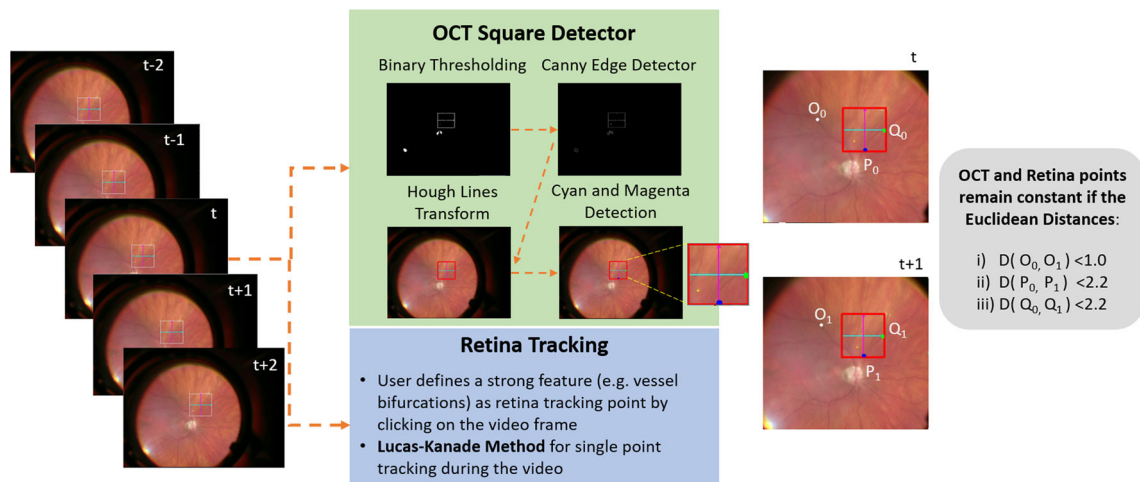 t-2
t-1
t
t+1
t+2
OCT Square Detector
Binary Thresholding
Canny Edge Detector
Hough Lines
Transform
Cyan and Magenta
Detection
Retina Tracking
• User defines a strong feature (e.g. vessel
bifurcations) as retina tracking point by
clicking on the video frame
• Lucas-Kanade Method for single point
tracking during the video
t
O₀
Q₀
P₀
t+1
O₁
Q₁
P₁
OCT and Retina points
remain constant if the
Euclidean Distances:
i) D( O₀, O₁ ) <1.0
ii) D( P₀, P₁ ) <2.2
iii) D( Q₀, Q₁ ) <2.2